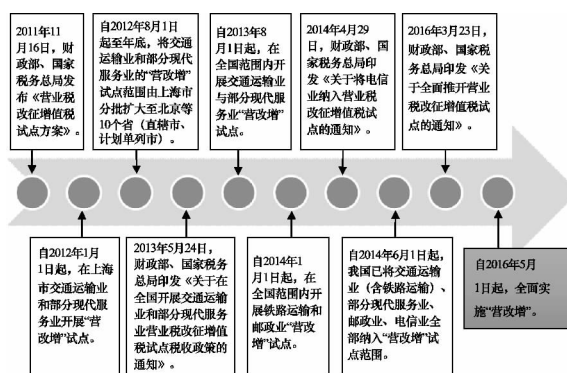 2011年11
月16日，财
政部、国家
税务总局发
布《营业税
改征增值税
试点方案》。
自2012年8月1日
起至年底，将交通
运输业和部分现代
服务业的“营改增”
试点范围由上海市
分批扩大至北京等
10个省（直辖市、
计划单列市）。
自2013年8
月1日起，在
全国范围内
开展交通运输业
与部分现代服
务业“营改增”
试点。
2014年4月29
日，财政部、国
家税务总局印
发《关于将电信
业纳入营业税
改征增值税试
点的通知》。
2016年3月23日，
财政部、国家税
务总局印发《关
于全面推开营业
税改征增值税试
点的通知》。
自2012年1月
1日起，在上海
市交通运输业
和部分现代服
务业开展“营
改增”试点。
2013年5月24日，
财政部、国家税务
总局印发《关于在
全国开展交通运输
业和部分现代服务
业营业税改征增值
税试点税收政策的
通知》。
自2014年1
月1日起，在
全国范围内开
展铁路运输和
邮政业“营改
增”试点。
自2014年6月1日起，
我国已将交通运输
业（含铁路运输）、
部分现代服务业、
邮政业、电信业全
部纳入“营改增”试
点范围。
自2016年5月
1日起，全面实
施“营改增”。